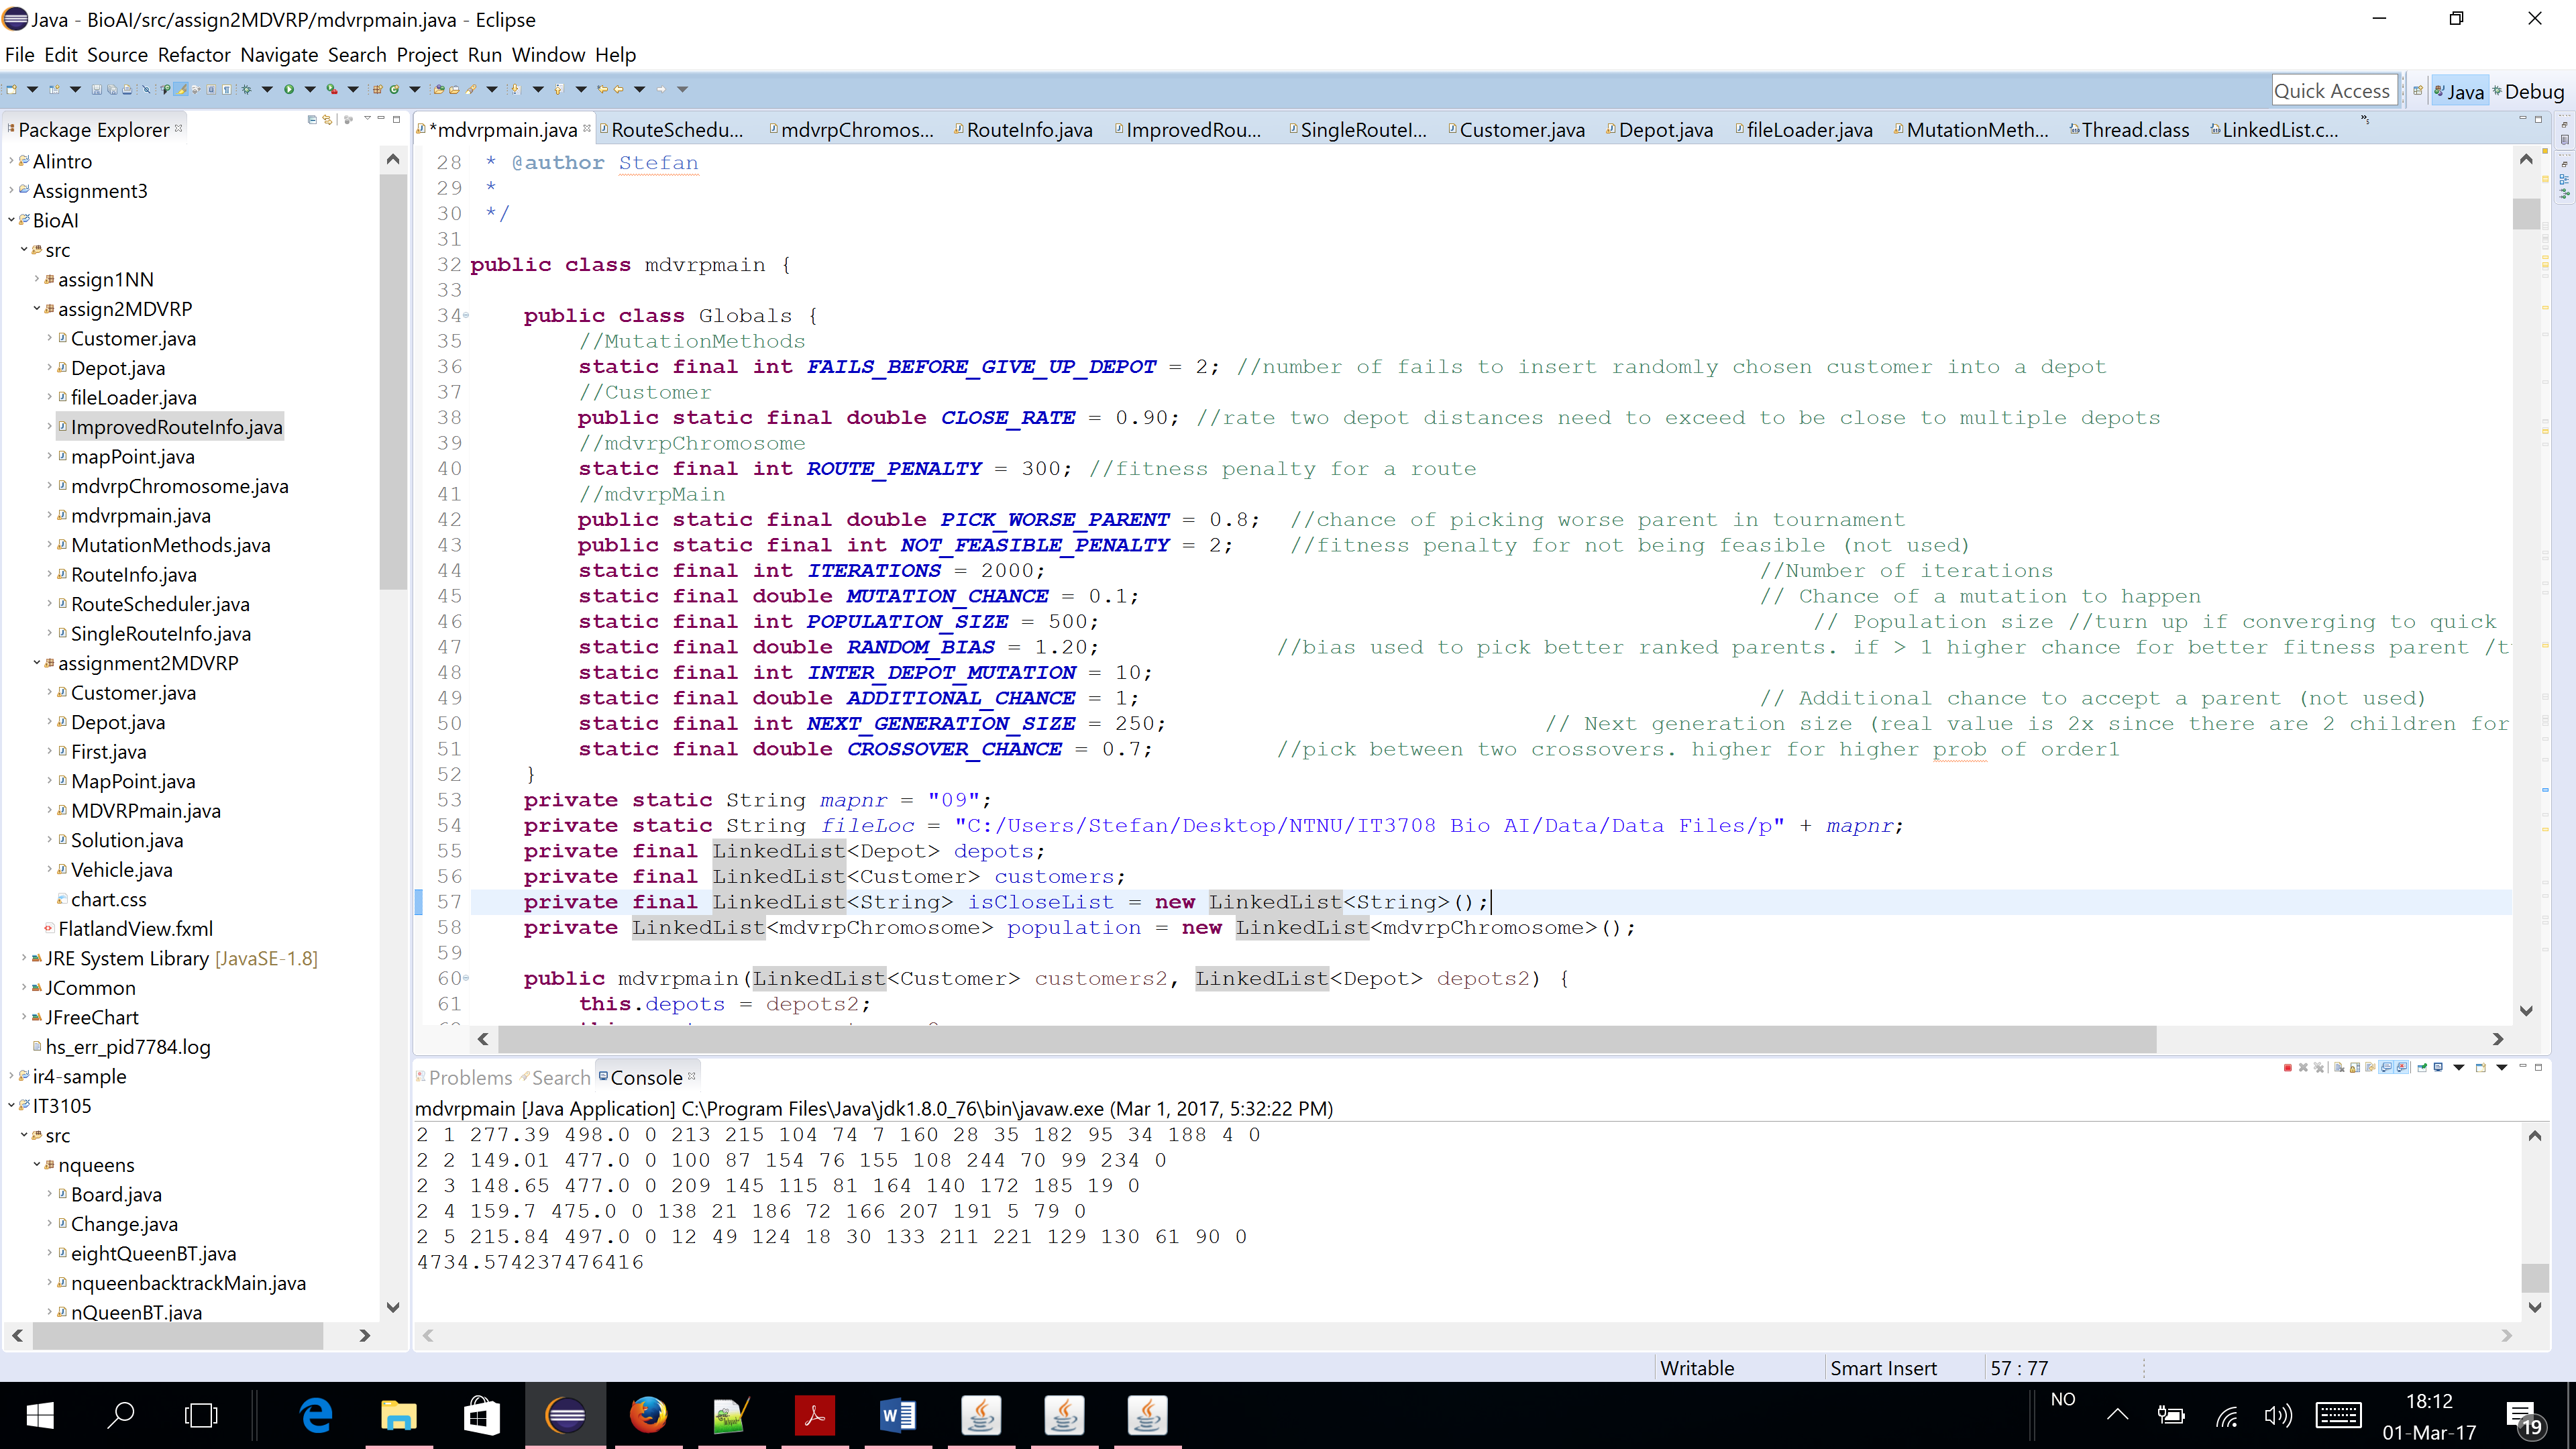 Java - BioAI/src/assign2MDVRP/mdvrpmain.java - Eclipse
File Edit Source Refactor Navigate Search Project Run Window Help
Quick Access
Java
Debug
Package Explorer
AIintro
Assignment3
BioAI
src
assign1NN
assign2MDVRP
Customer.java
Depot.java
fileLoader.java
ImprovedRouteInfo.java
mapPoint.java
mdvrpChromosome.java
mdvrpmain.java
MutationMethods.java
RouteInfo.java
RouteScheduler.java
SingleRouteInfo.java
assignment2MDVRP
Customer.java
Depot.java
First.java
MapPoint.java
MDVRPmain.java
Solution.java
Vehicle.java
chart.css
FlatlandView.fxml
JRE System Library [JavaSE-1.8]
JCommon
JFreeChart
hs_err_pid7784.log
ir4-sample
IT3105
src
nqueens
Board.java
Change.java
eightQueenBT.java
nqueenbacktrackMain.java
nQueenBT.java
*mdvrpmain.java RouteSchedu... mdvrpChromos... RouteInfo.java ImprovedRou... SingleRouteI... Customer.java Depot.java fileLoader.java MutationMeth... Thread.class LinkedList.c... »5
28 * @author Stefan
29 *
30 */
31
32 public class mdvrpmain {
33
34 public class Globals {
35 //MutationMethods
36 static final int FAILS_BEFORE_GIVE_UP_DEPOT = 2; //number of fails to insert randomly chosen customer into a depot
37 //Customer
38 public static final double CLOSE_RATE = 0.90; //rate two depot distances need to exceed to be close to multiple depots
39 //mdvrpChromosome
40 static final int ROUTE_PENALTY = 300; //fitness penalty for a route
41 //mdvrpMain
42 public static final double PICK_WORSE_PARENT = 0.8; //chance of picking worse parent in tournament
43 public static final int NOT_FEASIBLE_PENALTY = 2; //fitness penalty for not being feasible (not used)
44 static final int ITERATIONS = 2000; //Number of iterations
45 static final double MUTATION_CHANCE = 0.1; // Chance of a mutation to happen
46 static final int POPULATION_SIZE = 500; // Population size //turn up if converging to quick
47 static final double RANDOM_BIAS = 1.20; //bias used to pick better ranked parents. if > 1 higher chance for better fitness parent /t
48 static final int INTER_DEPOT_MUTATION = 10;
49 static final double ADDITIONAL_CHANCE = 1; // Additional chance to accept a parent (not used)
50 static final int NEXT_GENERATION_SIZE = 250; // Next generation size (real value is 2x since there are 2 children for
51 static final double CROSSOVER_CHANCE = 0.7; //pick between two crossovers. higher for higher prob of order1
52 }
53 private static String mapnr = "09";
54 private static String fileLoc = "C:/Users/Stefan/Desktop/NTNU/IT3708 Bio AI/Data/Data Files/p" + mapnr;
55 private final LinkedList<Depot> depots;
56 private final LinkedList<Customer> customers;
57 private final LinkedList<String> isCloseList = new LinkedList<String>();
58 private LinkedList<mdvrpChromosome> population = new LinkedList<mdvrpChromosome>();
59
60 public mdvrpmain(LinkedList<Customer> customers2, LinkedList<Depot> depots2) {
61 this.depots = depots2;
Problems Search Console
mdvrpmain [Java Application] C:\Program Files\Java\jdk1.8.0_76\bin\javaw.exe (Mar 1, 2017, 5:32:22 PM)
2 1 277.39 498.0 0 213 215 104 74 7 160 28 35 182 95 34 188 4 0
2 2 149.01 477.0 0 100 87 154 76 155 108 244 70 99 234 0
2 3 148.65 477.0 0 209 145 115 81 164 140 172 185 19 0
2 4 159.7 475.0 0 138 21 186 72 166 207 191 5 79 0
2 5 215.84 497.0 0 12 49 124 18 30 133 211 221 129 130 61 90 0
4734.574237476416
Writable Smart Insert 57 : 77
NO
18:12
01-Mar-17
19